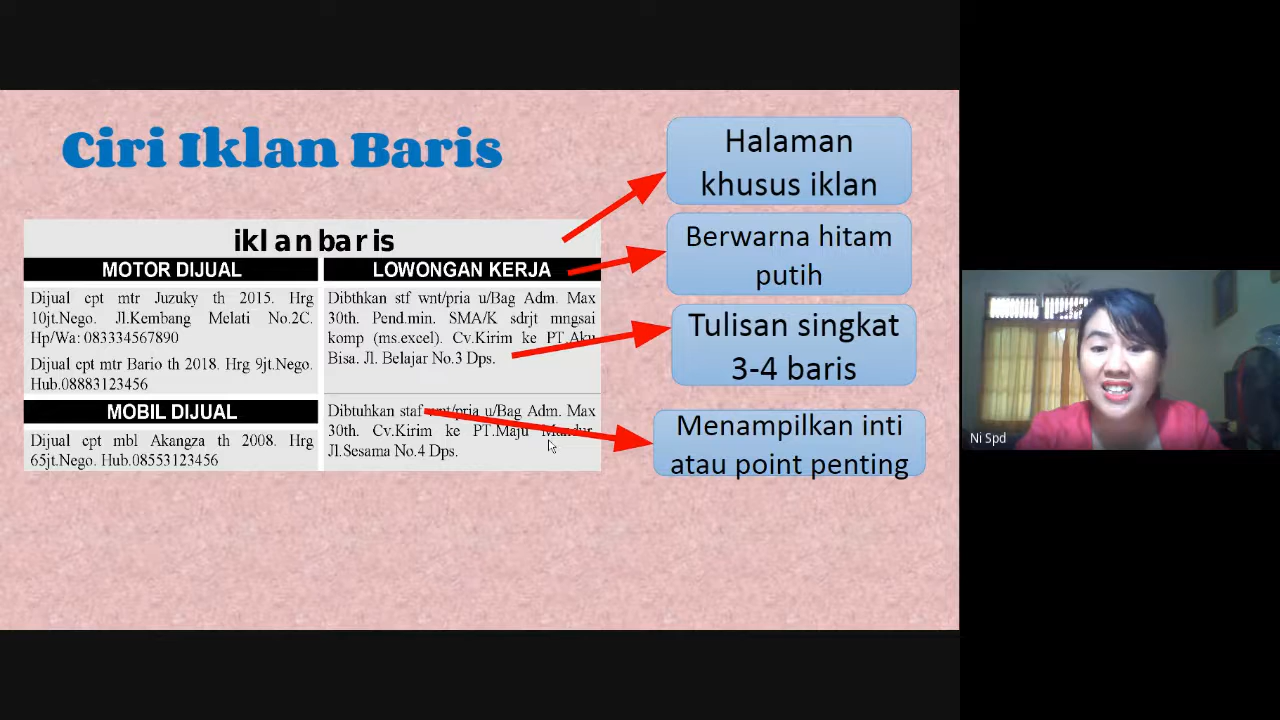 Ciri Iklan Baris
iklanbaris
MOTOR DIJUAL
Dijual cpt mtr Juzuky th 2015. Hrg
10jt.Nego. Jl.Kembang Melati No.2C.
Hp/Wa: 083334567890
Dijual cpt mtr Bario th 2018. Hrg 9jt.Nego.
Hub.08883123456
MOBIL DIJUAL
Dijual cpt mbl Akangza th 2008. Hrg
65jt.Nego. Hub.08553123456
LOWONGAN KERJA
Dibthkan stf wnt/pria u/Bag Adm. Max
30th. Pend.min. SMA/K sdrjt mngsai
komp (ms.excel). Cv.Kirim ke PT.Aku
Bisa. Jl. Belajar No.3 Dps.
Dibtuhkan staf wnt/pria u/Bag Adm. Max
30th. Cv.Kirim ke PT.Maju Mundur.
Jl.Sesama No.4 Dps.
Halaman
khusus iklan
Berwarna hitam
putih
Tulisan singkat
3-4 baris
Menampilkan inti
atau point penting
Ni Spd